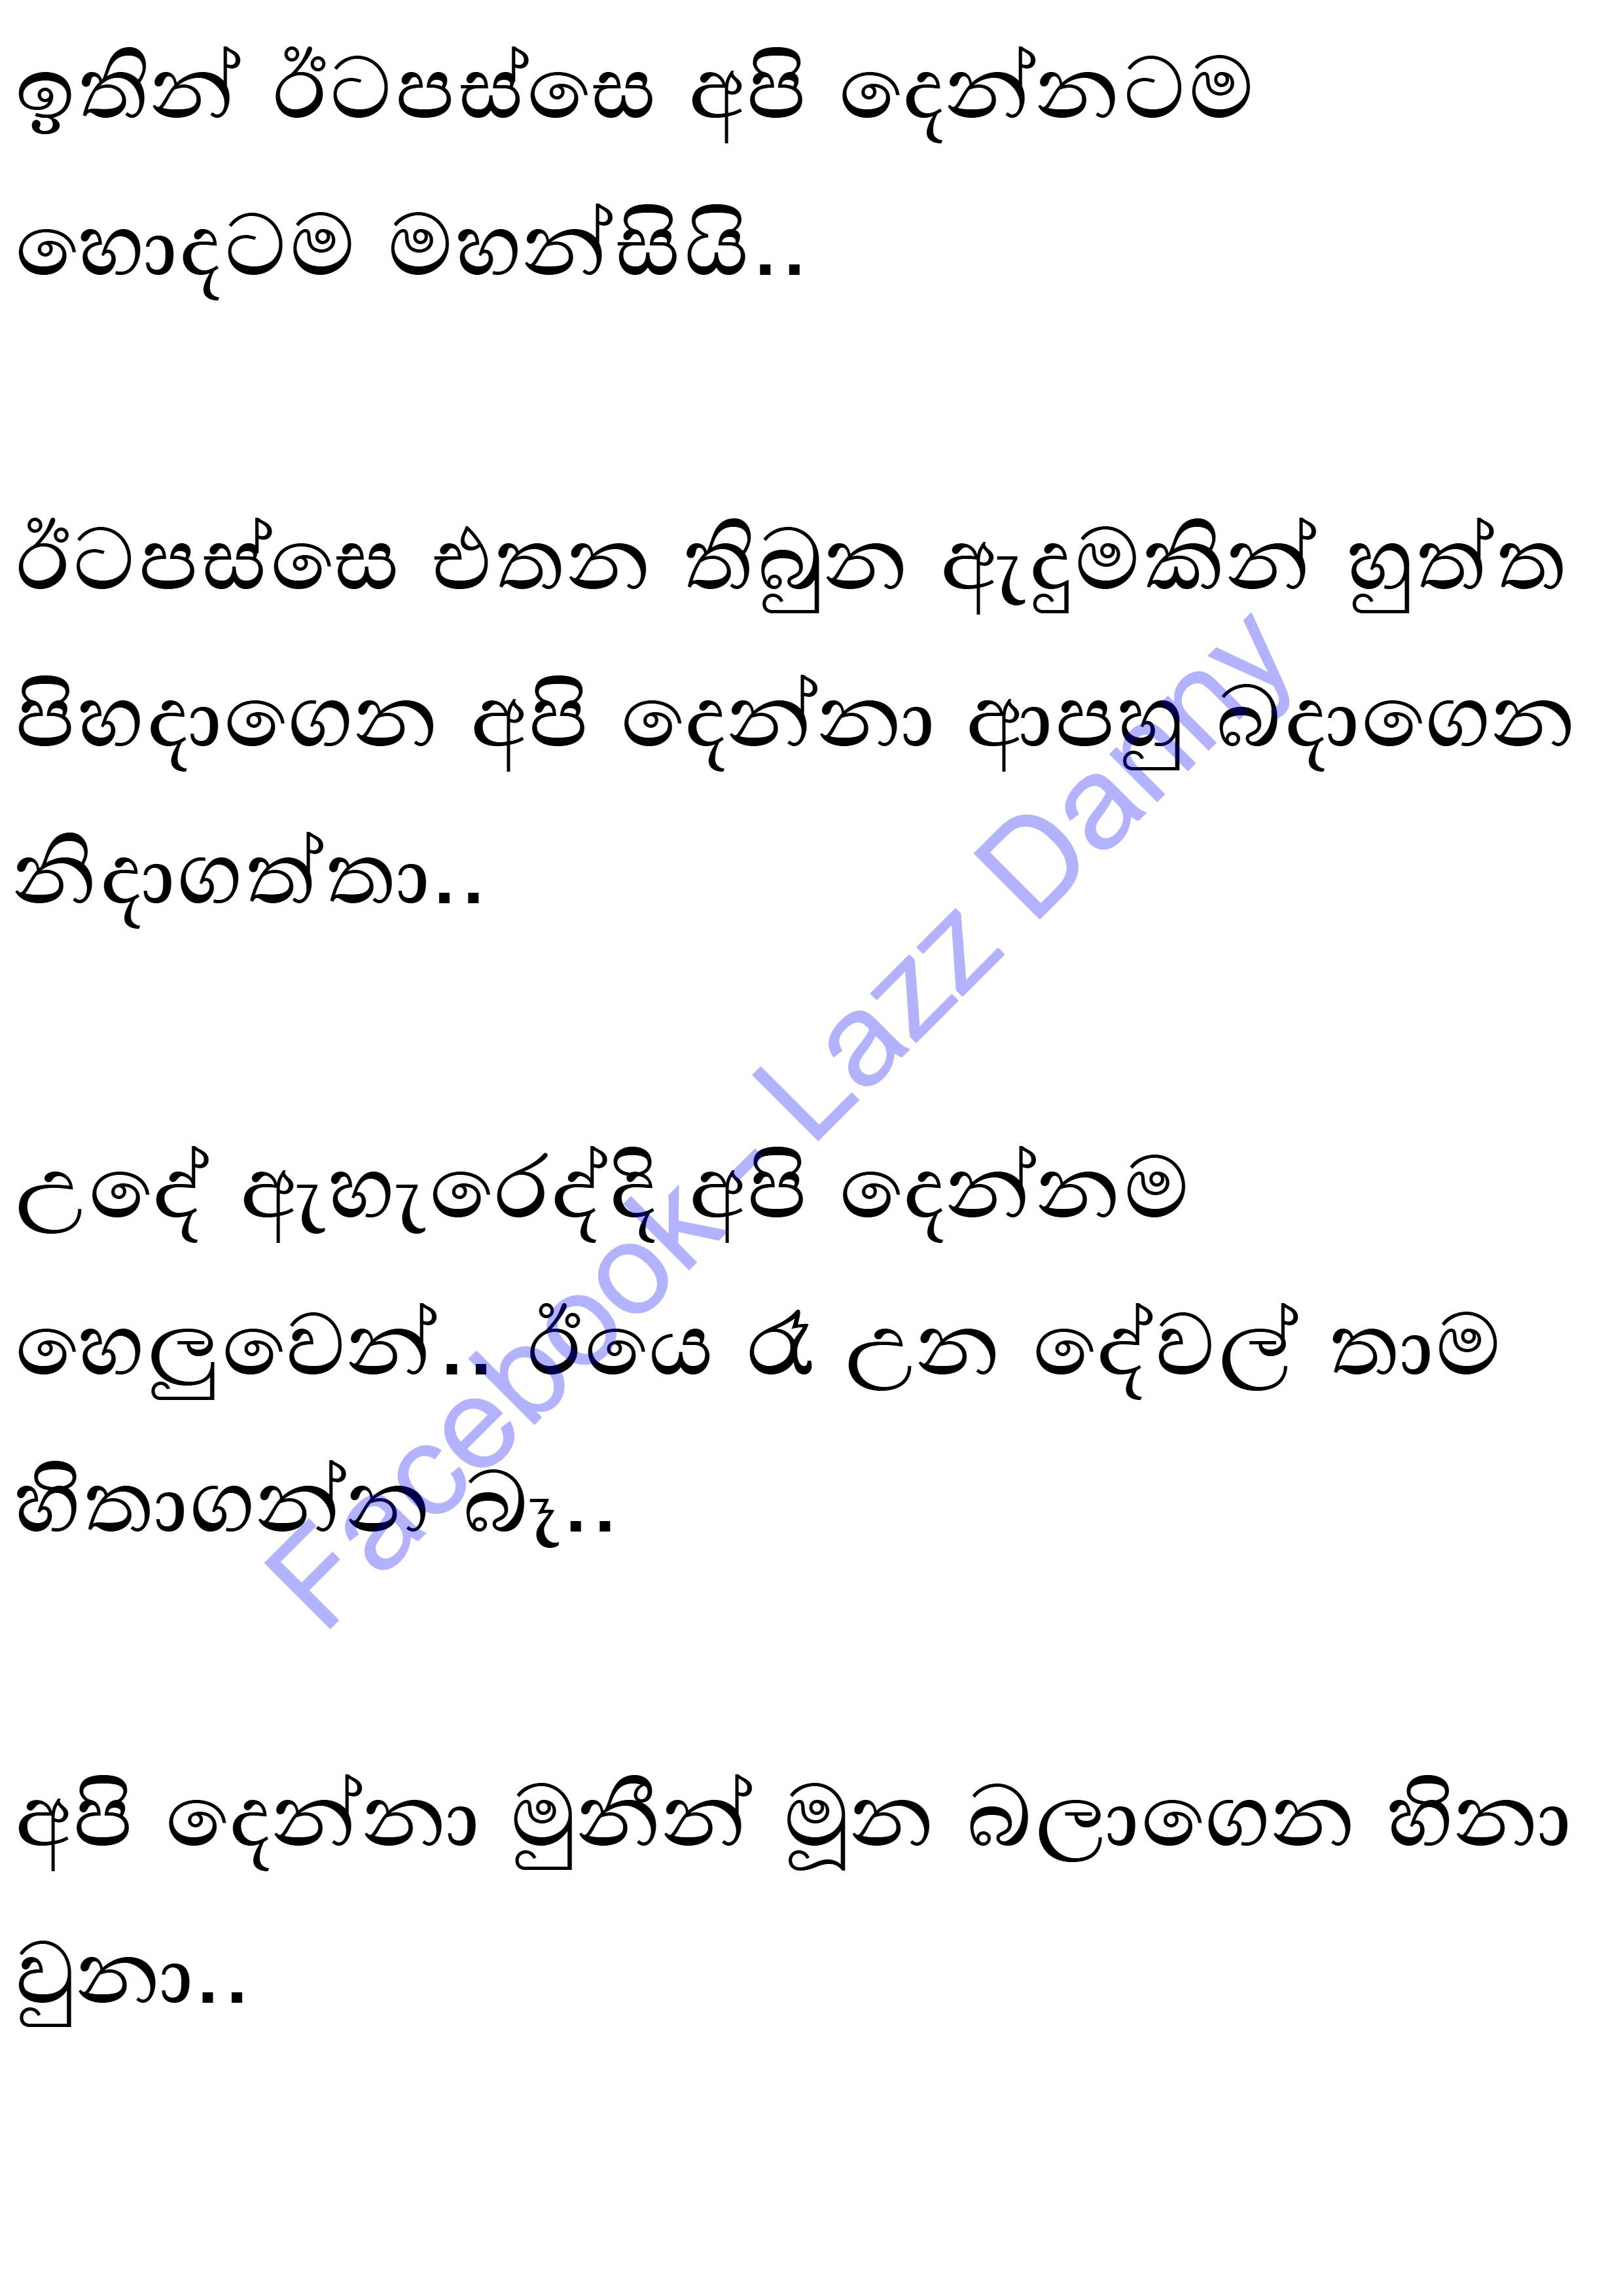 ඉතින් ඊටපස්සෙ අපි දෙන්නටම
හොදටම මහන්සියි..
ඊටපස්සෙ එතන තිබුන ඇදුමකින් හුත්ත
පිහදාගෙන අපි දෙන්නා ආපහු බදාගෙන
නිදාගත්තා..
උදේ ඇහැරෙද්දි අපි දෙන්නම
හෙලුවෙන්.. ඊයෙ රෑ උන දේවල් තාම
හිතාගන්න බෑ..
අපි දෙන්නා මුනින් මූන බලාගෙන හිනා
වුනා..
Facebook- Lazz Danny